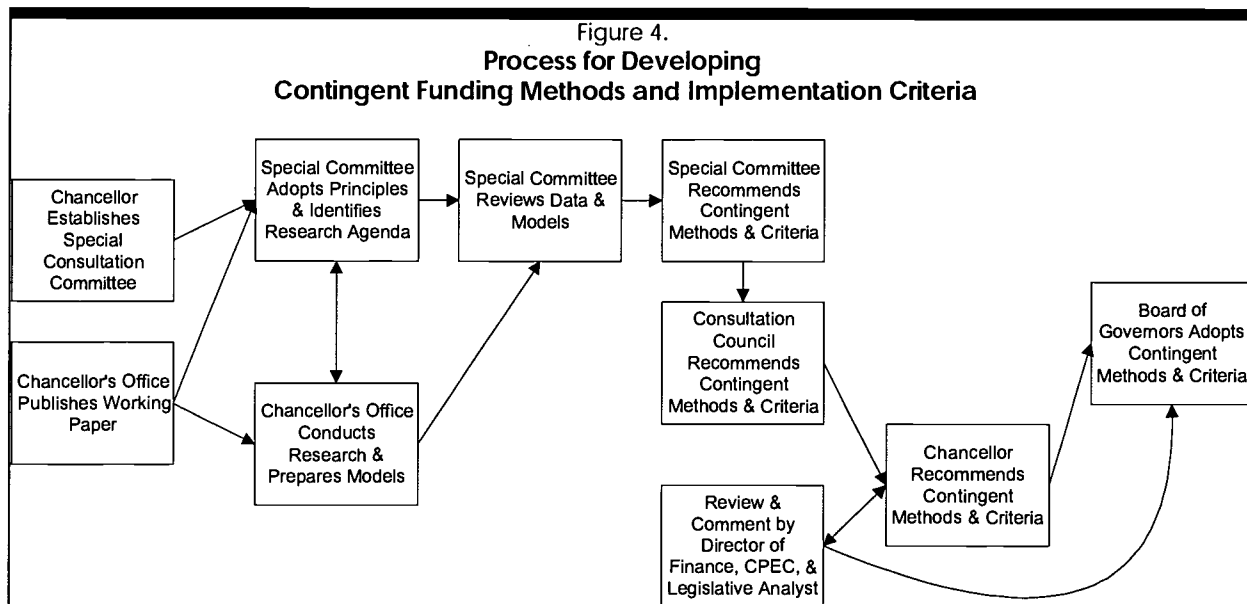 Figure 4.
Process for Developing
Contingent Funding Methods and Implementation Criteria
Chancellor
Establishes
Special
Consultation
Committee
Chancellor's Office
Publishes Working
Paper
Special Committee
Adopts Principles
& Identifies
Research Agenda
Chancellor's Office
Conducts
Research &
Prepares Models
Special Committee
Reviews Data &
Models
Special Committee
Recommends
Contingent
Methods & Criteria
Consultation
Council
Recommends
Contingent
Methods & Criteria
Review &
Comment by
Director of
Finance, CPEC, &
Legislative Analyst
Chancellor
Recommends
Contingent
Methods & Criteria
Board of
Governors Adopts
Contingent
Methods & Criteria